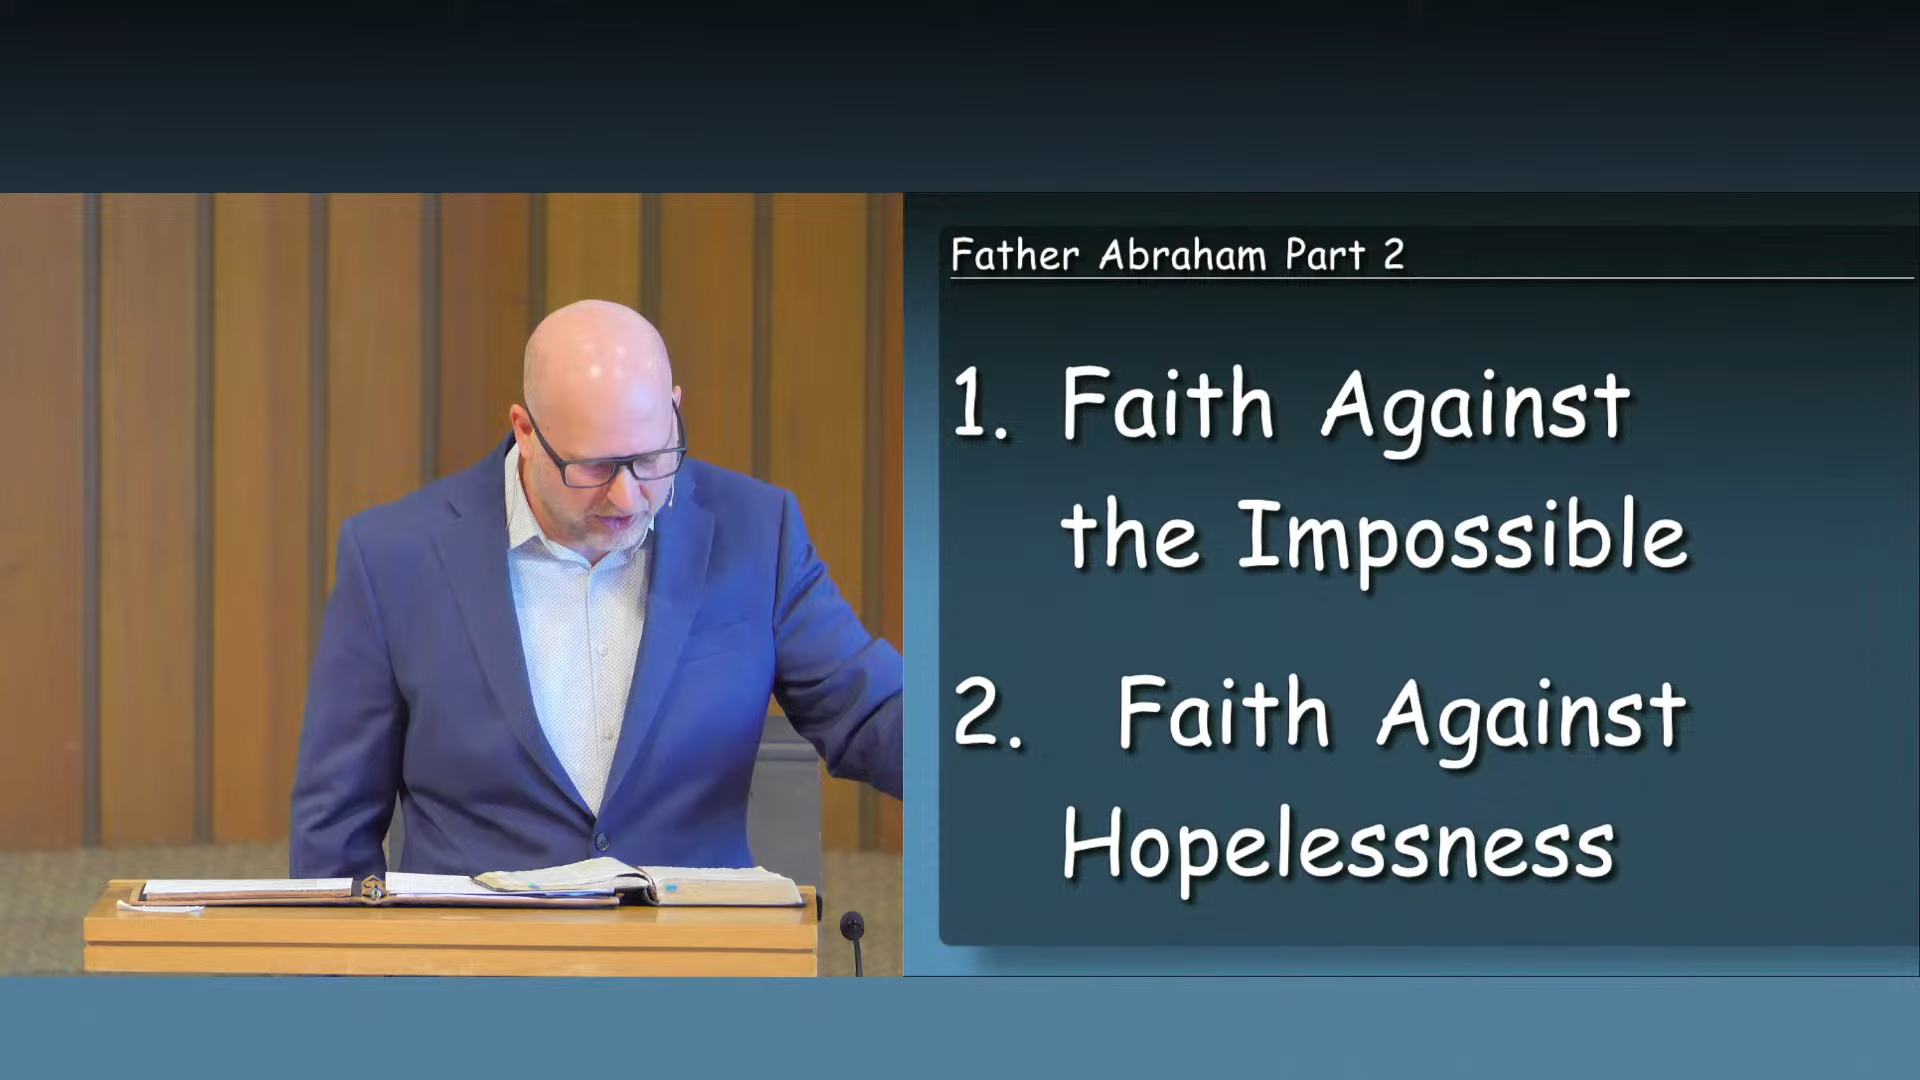 Father Abraham Part 2
1. Faith Against
the Impossible
2. Faith Against
Hopelessness